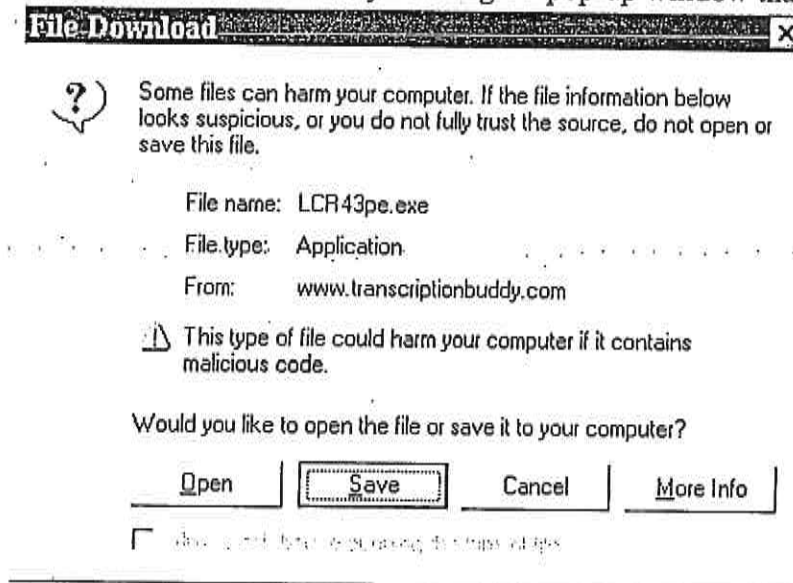 pop up window
File Download
Some files can harm your computer. If the file information below
looks suspicious, or you do not fully trust the source, do not open or
save this file.
File name: LCR43pe.exe
File type: Application
From: www.transcriptionbuddy.com
This type of file could harm your computer if it contains
malicious code.
Would you like to open the file or save it to your computer?
Open Save Cancel More Info